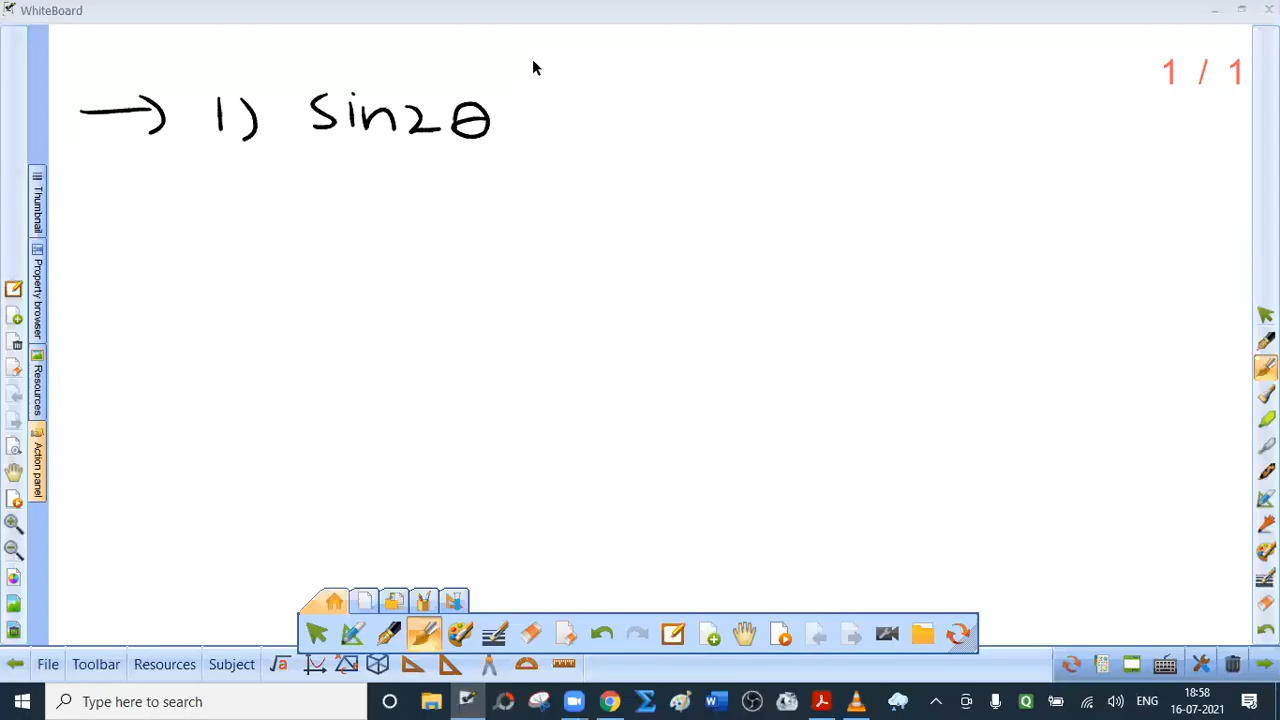 WhiteBoard
1 / 1
→ 1) Sin2θ
Thumbnail
Property browser
Resources
Action panel
File Toolbar Resources Subject
Type here to search
ENG
18:58
16-07-2021